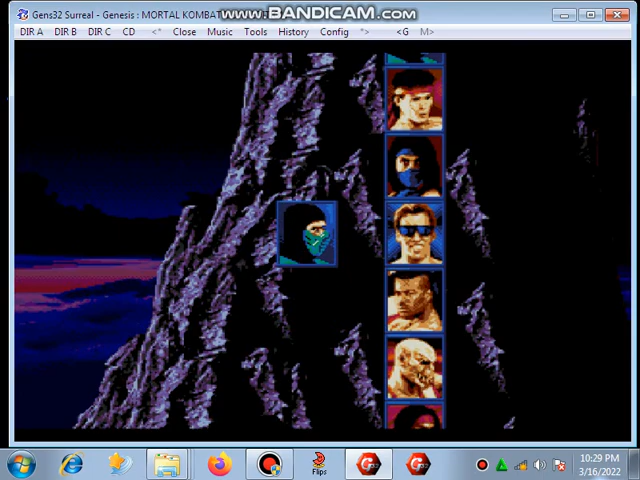 Gens32 Surreal - Genesis : MORTAL KOMBAT
www.BANDICAM.com
DIR A DIR B DIR C CD <* Close Music Tools History Config *> <G M>
Flips
10:29 PM
3/16/2022